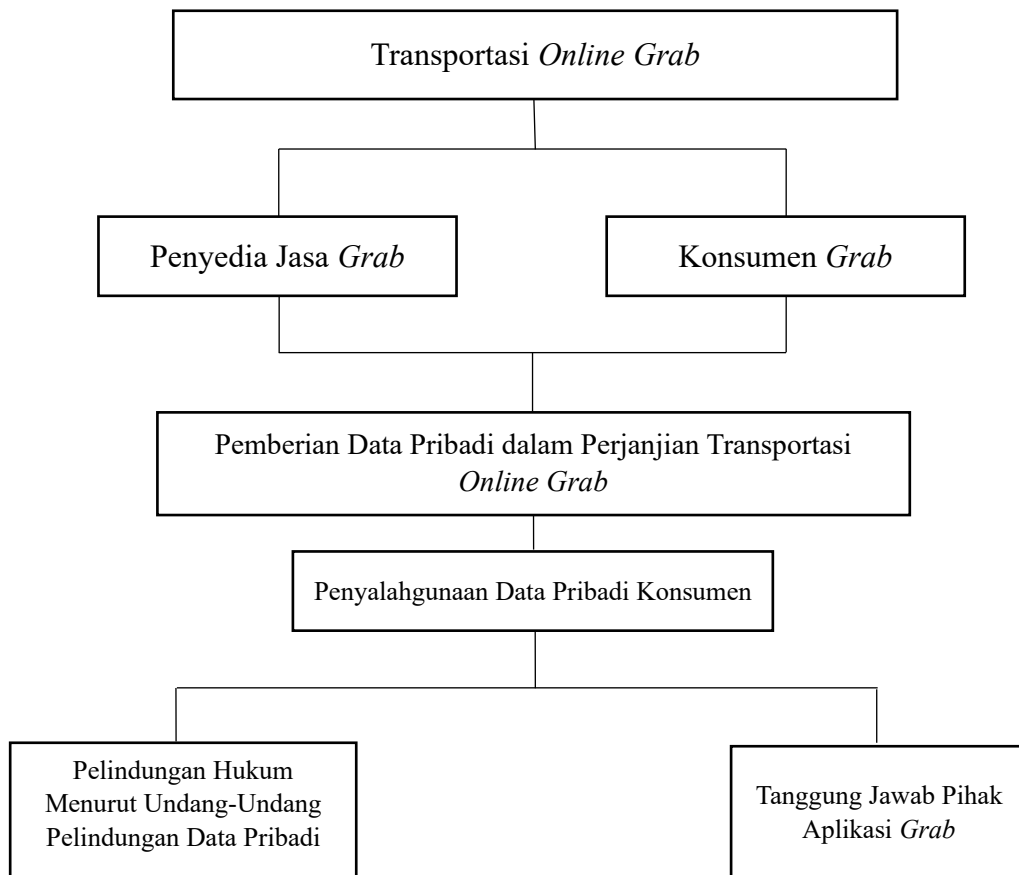 Transportasi Online Grab
Penyedia Jasa Grab
Konsumen Grab
Pemberian Data Pribadi dalam Perjanjian Transportasi
Online Grab
Penyalahgunaan Data Pribadi Konsumen
Pelindungan Hukum
Menurut Undang-Undang
Pelindungan Data Pribadi
Tanggung Jawab Pihak
Aplikasi Grab